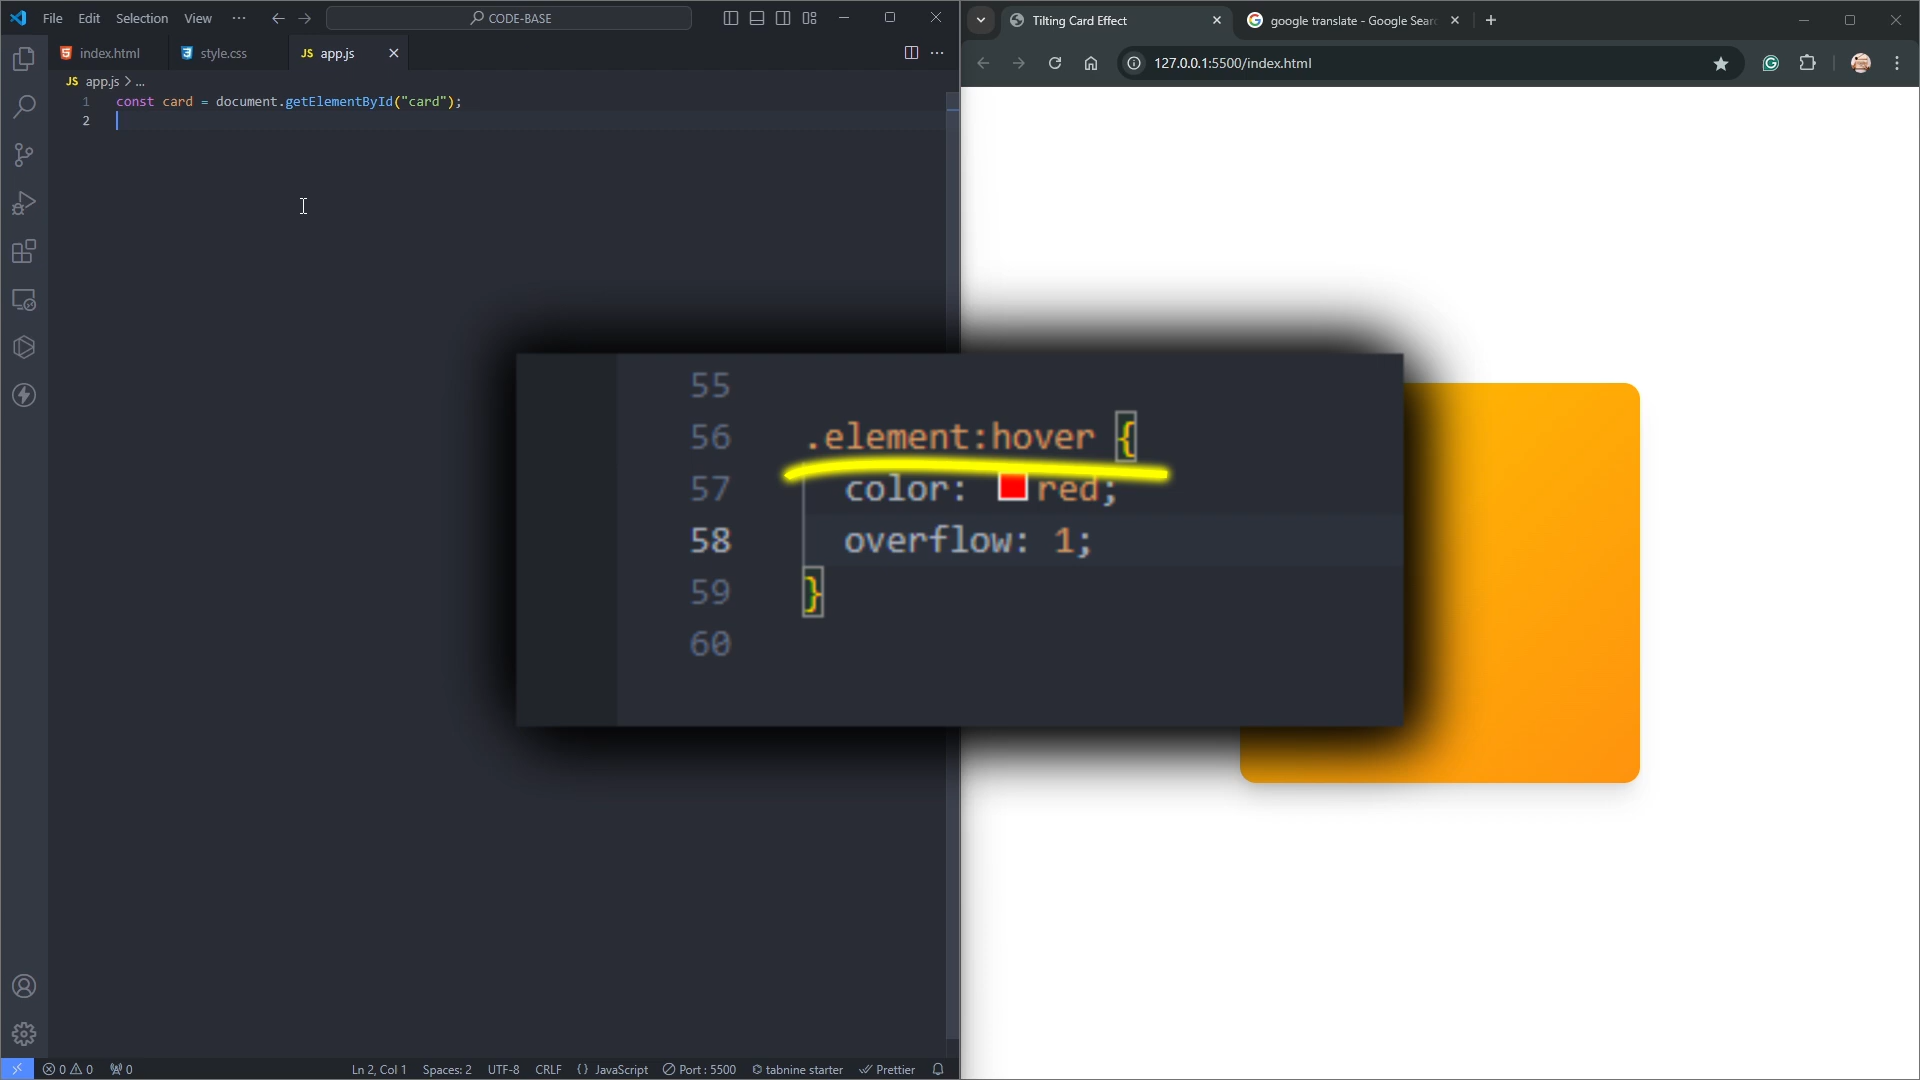 File Edit Selection View ··· CODE-BASE
index.html style.css JS app.js
JS app.js > ...
1 const card = document.getElementById("card");
2
Tilting Card Effect
google translate - Google Sear
127.0.0.1:5500/index.html
55
56 .element:hover {
57 color: red;
58 overflow: 1;
59 }
60
0 0 0 Ln 2, Col 1 Spaces: 2 UTF-8 CRLF {} JavaScript Port : 5500 tabnine starter Prettier